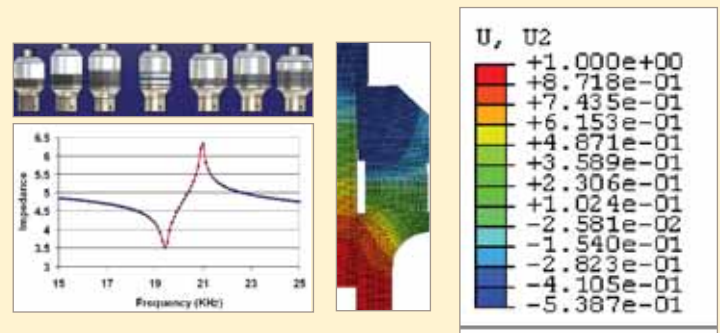 6.5
6
5.5
5
4.5
4
3.5
3
Impedance
15 17 19 21 23 25
Frequency (KHz)
U, U2
+1.000e+00
+8.718e-01
+7.435e-01
+6.153e-01
+4.871e-01
+3.589e-01
+2.306e-01
+1.024e-01
-2.581e-02
-1.540e-01
-2.823e-01
-4.105e-01
-5.387e-01